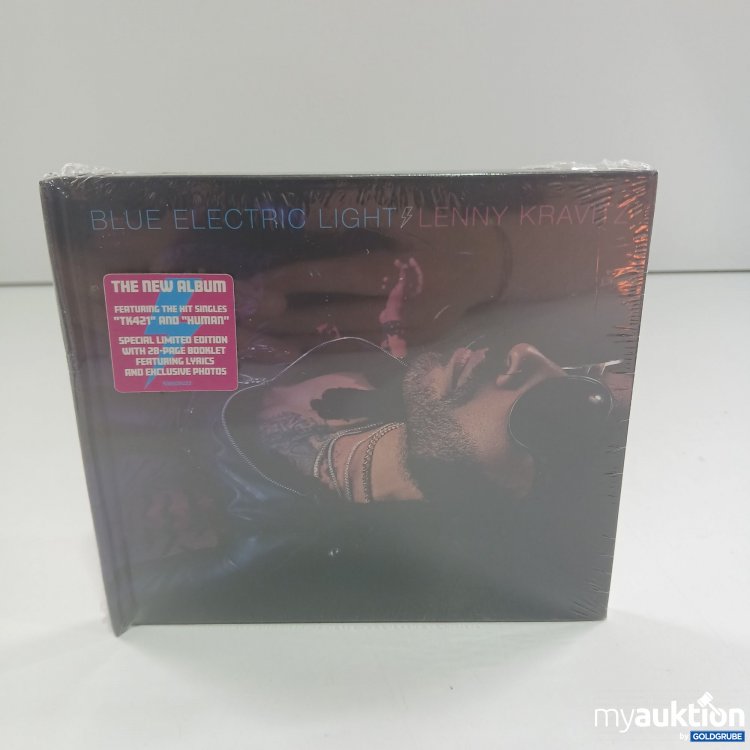 BLUE ELECTRIC LIGHT LENNY KRAVITZ
THE NEW ALBUM
FEATURING THE HIT SINGLES
"TK421" AND "HUMAN"
SPECIAL LIMITED EDITION
WITH 28-PAGE BOOKLET
FEATURING LYRICS
AND EXCLUSIVE PHOTOS
myauktion
by GOLDGRUBE